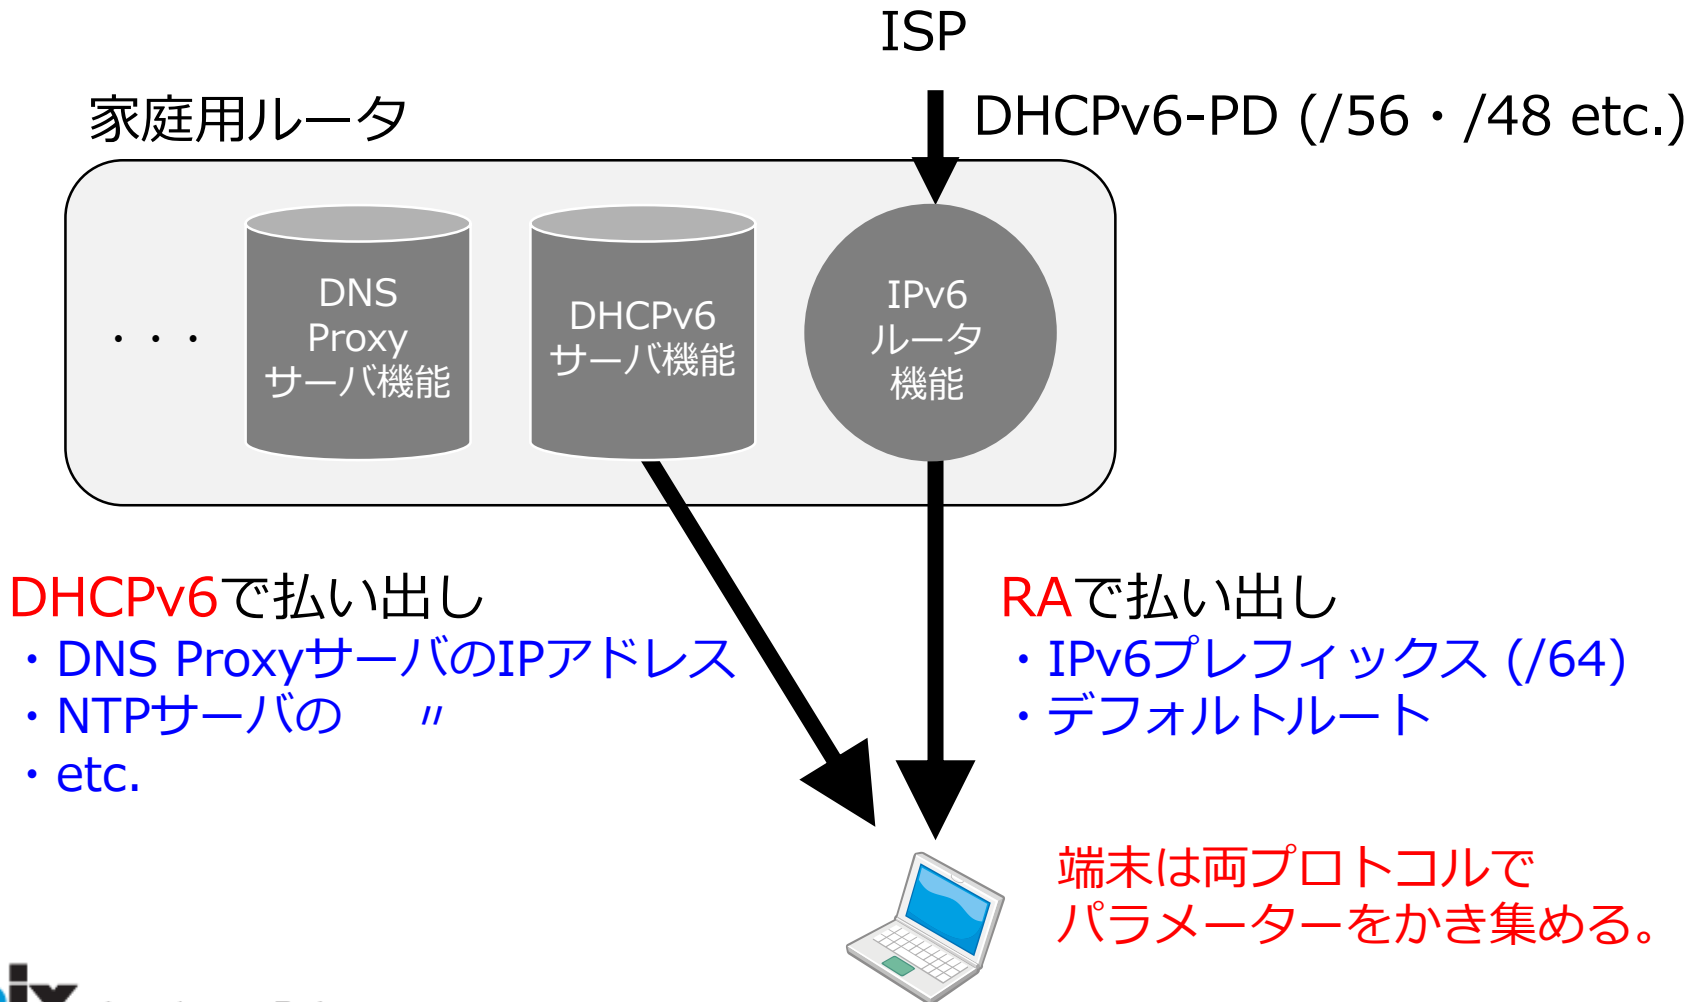 ISP
家庭用ルータ
DHCPv6-PD (/56・/48 etc.)
・・・
DNS
Proxy
サーバ機能
DHCPv6
サーバ機能
IPv6
ルータ
機能
DHCPv6で払い出し
・DNS ProxyサーバのIPアドレス
・NTPサーバの　〃
・etc.
RAで払い出し
・IPv6プレフィックス (/64)
・デフォルトルート
端末は両プロトコルで
パラメーターをかき集める。